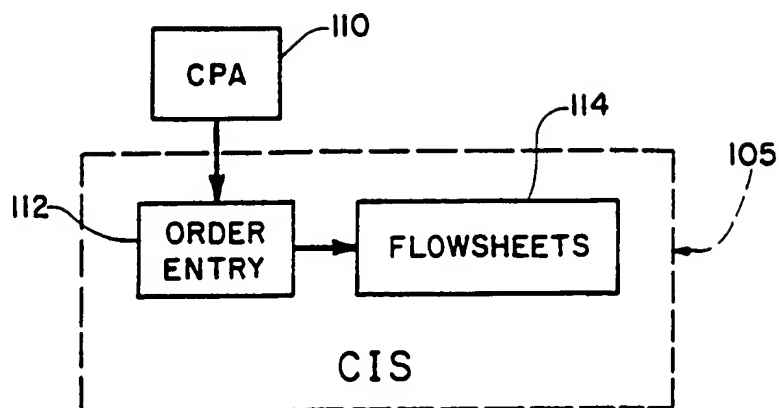 110
CPA
114
105
112
ORDER
ENTRY
FLOWSHEETS
CIS